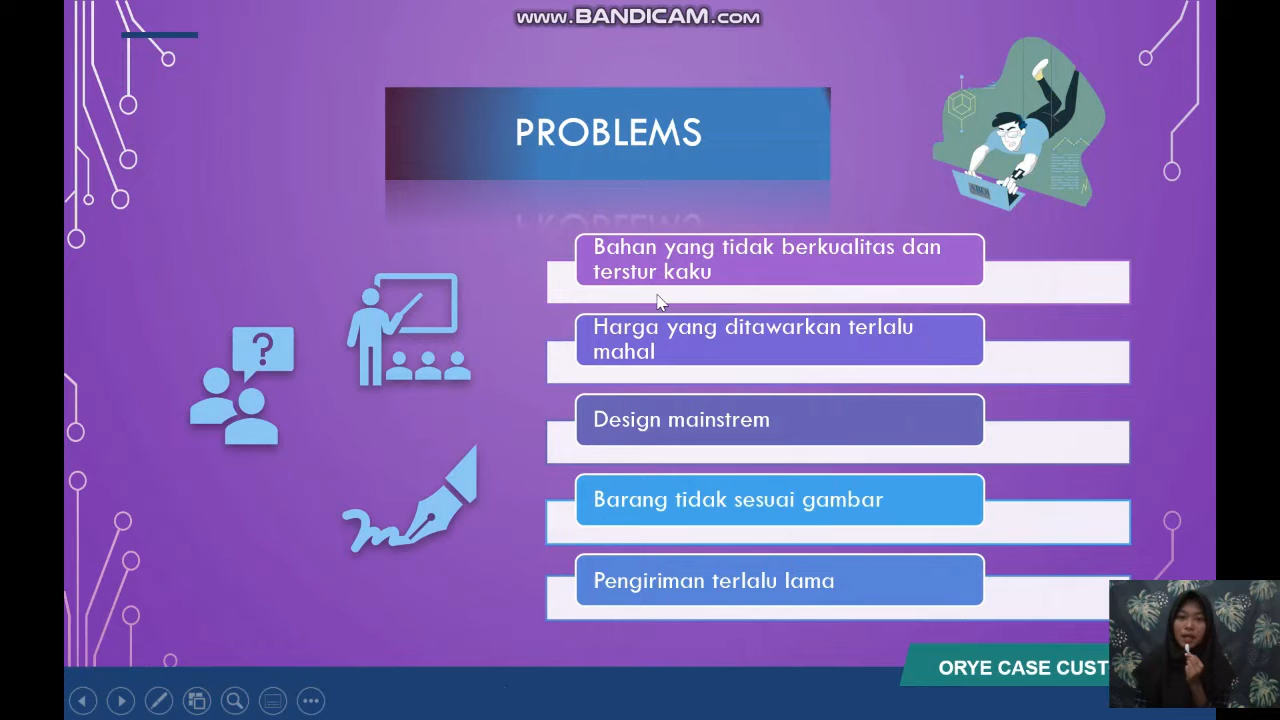 www.BANDICAM.com
PROBLEMS
Bahan yang tidak berkualitas dan
terstur kaku
?
Harga yang ditawarkan terlalu
mahal
Design mainstrem
Barang tidak sesuai gambar
Pengiriman terlalu lama
ORYE CASE CUST